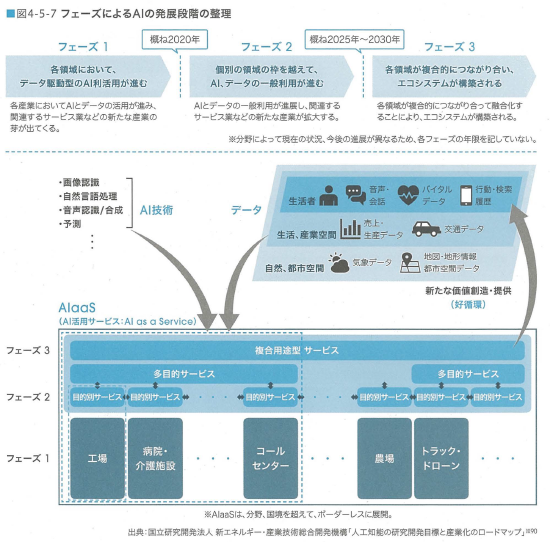 ■図4-5-7 フェーズによるAIの発展段階の整理
フェーズ 1
概ね2020年
フェーズ 2
概ね2025年〜2030年
フェーズ 3
各領域において、
データ駆動型のAI利活用が進む
個別の領域の枠を越えて、
AI、データの一般利用が進む
各領域が複合的につながり合い、
エコシステムが構築される
各産業においてAIとデータの活用が進み、
関連するサービス業などの新たな産業の
芽が出てくる。
AIとデータの一般利用が進展し、関連する
サービス業などの新たな産業が拡大する。
各領域が複合的につながり合って融合化す
ることにより、エコシステムが構築される。
※分野によって現在の状況、今後の進展が異なるため、各フェーズの年限を記していない。
・画像認識
・自然言語処理
・音声認識/合成
・予測
AI技術
データ
生活者
音声・
会話
バイタル
データ
行動・検索
履歴
生活、産業空間
売上・
生産データ
交通データ
自然、都市空間
気象データ
地図・地形情報
都市空間データ
新たな価値創造・提供
(好循環)
AIaaS
(AI活用サービス:AI as a Service)
フェーズ 3
複合用途型 サービス
多目的サービス
多目的サービス
フェーズ 2
目的別サービス
目的別サービス
目的別サービス
目的別サービス
目的別サービス
目的別サービス
フェーズ 1
工場
病院・
介護施設
コール
センター
農場
トラック・
ドローン
※AIaaSは、分野、国境を超えて、ボーダーレスに展開。
出典:国立研究開発法人 新エネルギー・産業技術総合開発機構「人工知能の研究開発目標と産業化のロードマップ」※90